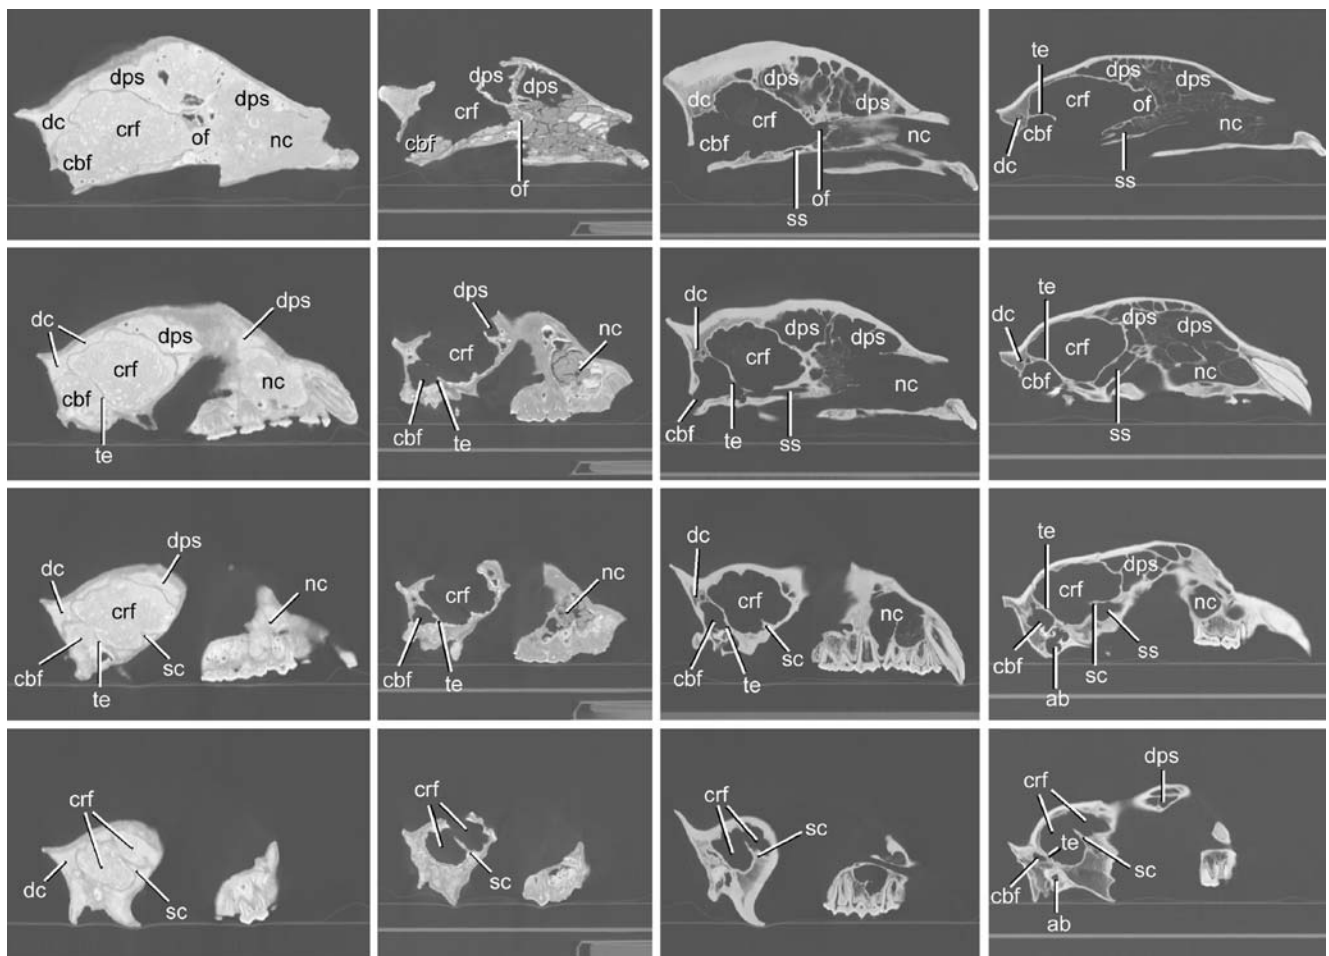 dps
dps
dc
crf
of
nc
cbf
dps
dps
crf
cbf
of
dps
dc
crf
dps
nc
cbf
ss
of
te
dps
dps
crf
of
cbf
nc
dc
ss
dps
dc
dps
crf
nc
cbf
te
dps
nc
crf
cbf
te
dc
dps
dps
crf
nc
cbf
te
ss
te
dc
dps
crf
dps
cbf
nc
ss
dps
dc
nc
crf
cbf
te
sc
nc
crf
cbf
te
dc
crf
nc
cbf
te
sc
te
dps
crf
nc
cbf
ab
sc
ss
crf
dc
sc
crf
sc
crf
sc
dps
crf
te
sc
cbf
ab